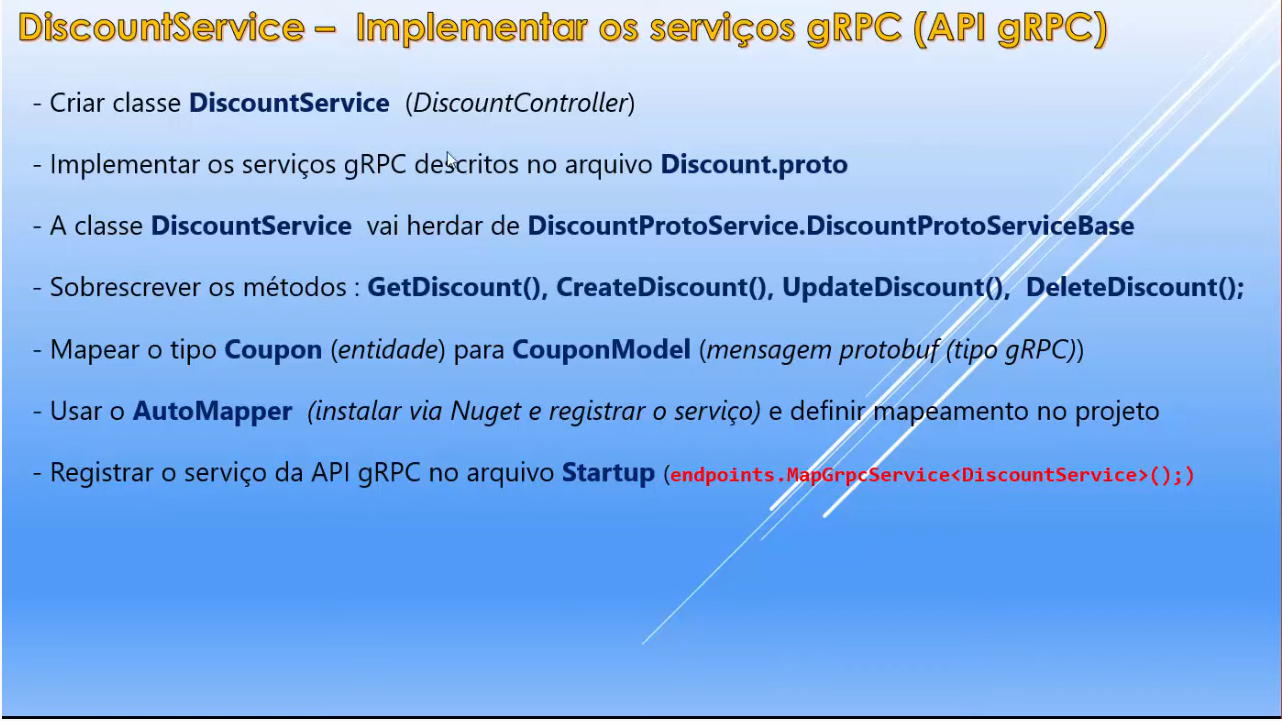 DiscountService – Implementar os serviços gRPC (API gRPC)
- Criar classe DiscountService (DiscountController)
- Implementar os serviços gRPC descritos no arquivo Discount.proto
- A classe DiscountService vai herdar de DiscountProtoService.DiscountProtoServiceBase
- Sobrescrever os métodos : GetDiscount(), CreateDiscount(), UpdateDiscount(), DeleteDiscount();
- Mapear o tipo Coupon (entidade) para CouponModel (mensagem protobuf (tipo gRPC))
- Usar o AutoMapper (instalar via Nuget e registrar o serviço) e definir mapeamento no projeto
- Registrar o serviço da API gRPC no arquivo Startup (endpoints.MapGrpcService<DiscountService>();)